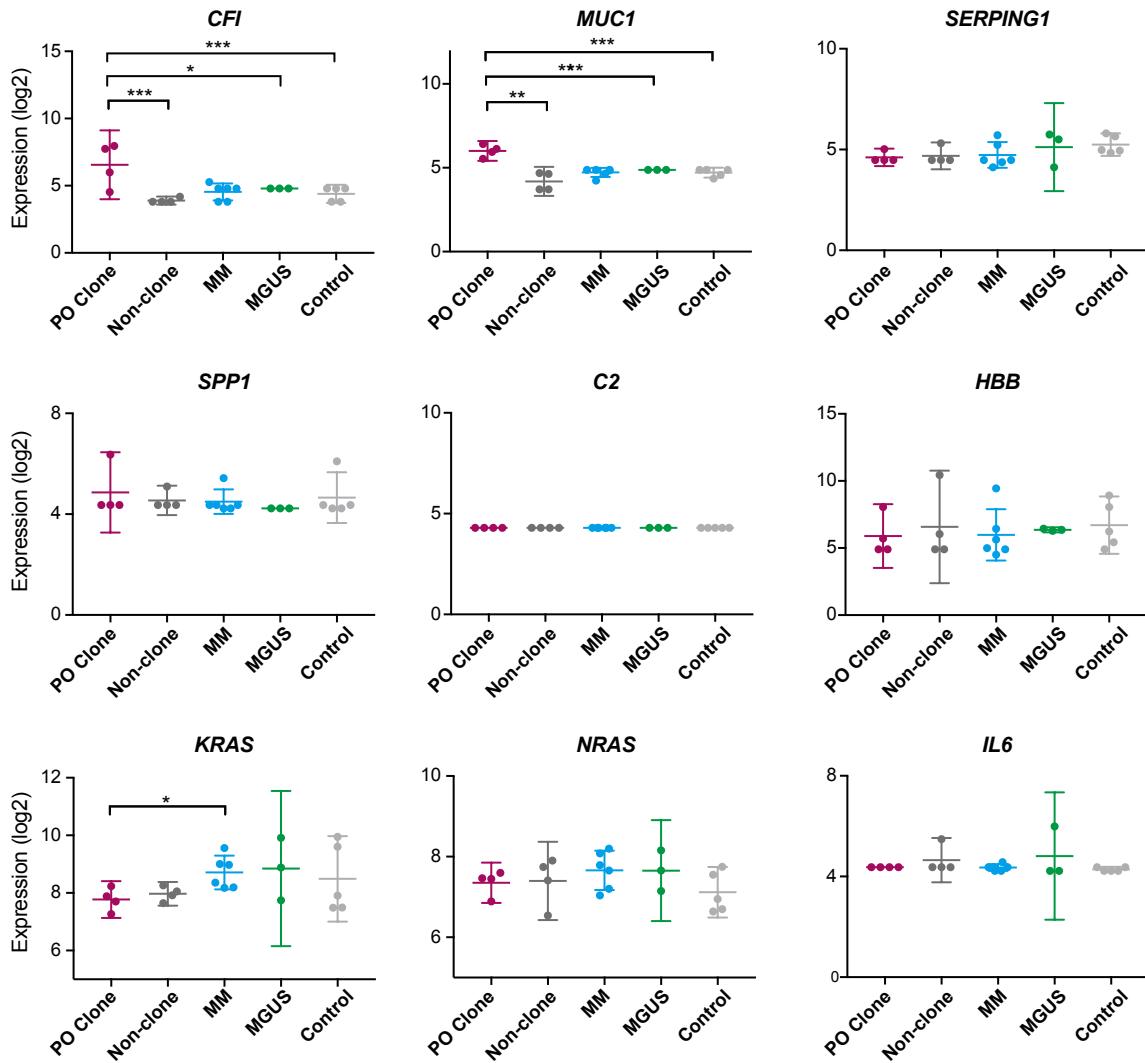 CFI
MUC1
SERPING1
Expression (log2)
15
10
5
0
***
*
***
PO Clone
Non-clone
MM
MGUS
Control
10
5
0
***
***
**
PO Clone
Non-clone
MM
MGUS
Control
10
5
0
PO Clone
Non-clone
MM
MGUS
Control
SPP1
C2
HBB
Expression (log2)
8
4
0
PO Clone
Non-clone
MM
MGUS
Control
10
5
0
PO Clone
Non-clone
MM
MGUS
Control
15
10
5
0
PO Clone
Non-clone
MM
MGUS
Control
KRAS
NRAS
IL6
Expression (log2)
12
10
8
6
*
PO Clone
Non-clone
MM
MGUS
Control
10
8
6
PO Clone
Non-clone
MM
MGUS
Control
8
4
0
PO Clone
Non-clone
MM
MGUS
Control